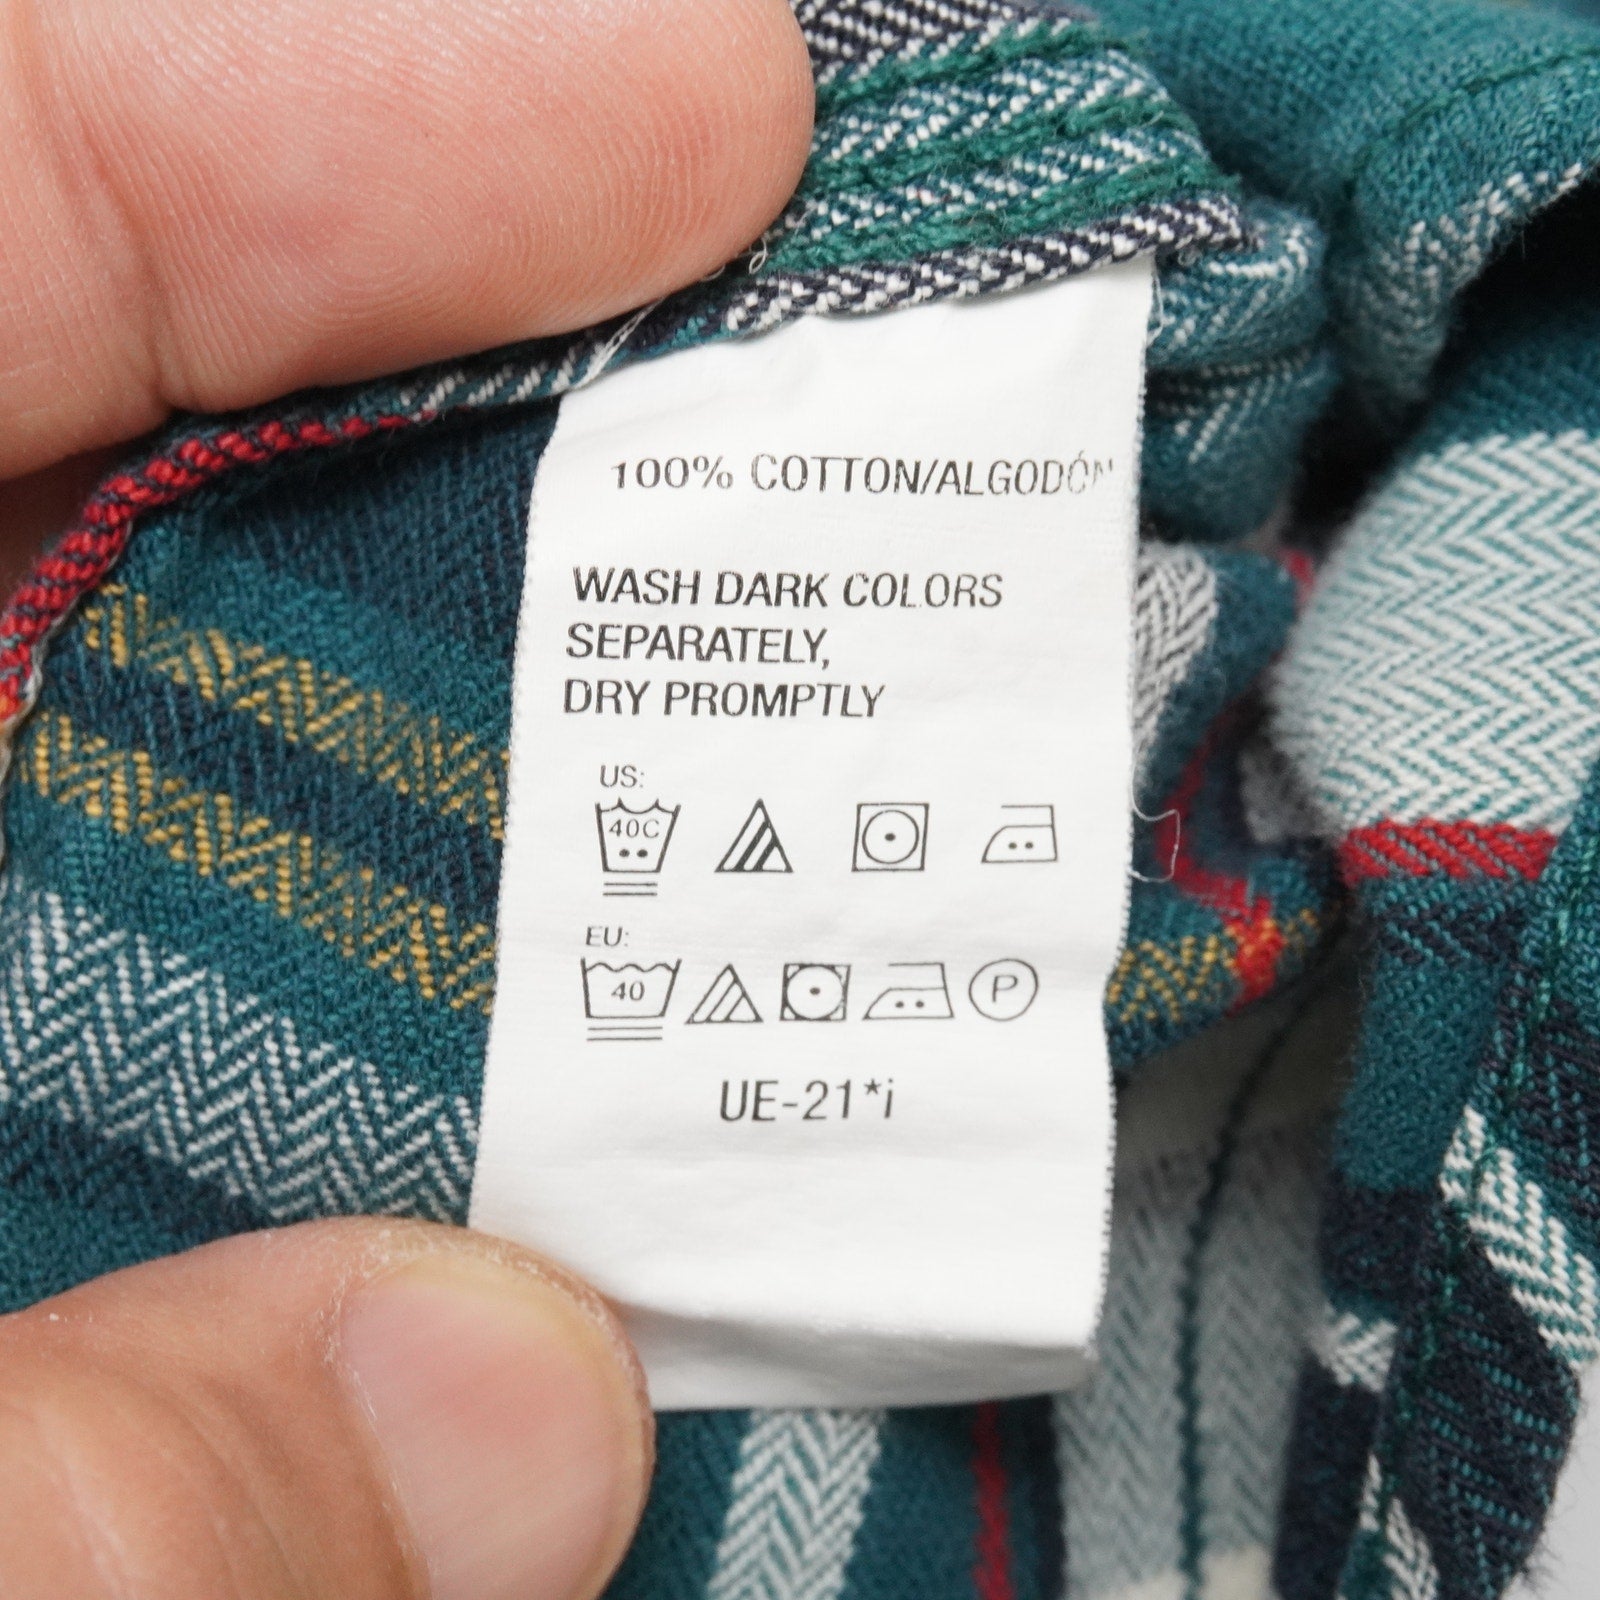 100% COTTON/ALGODÓN
WASH DARK COLORS
SEPARATELY,
DRY PROMPTLY
US:
40C
EU:
40 P
UE-21*i